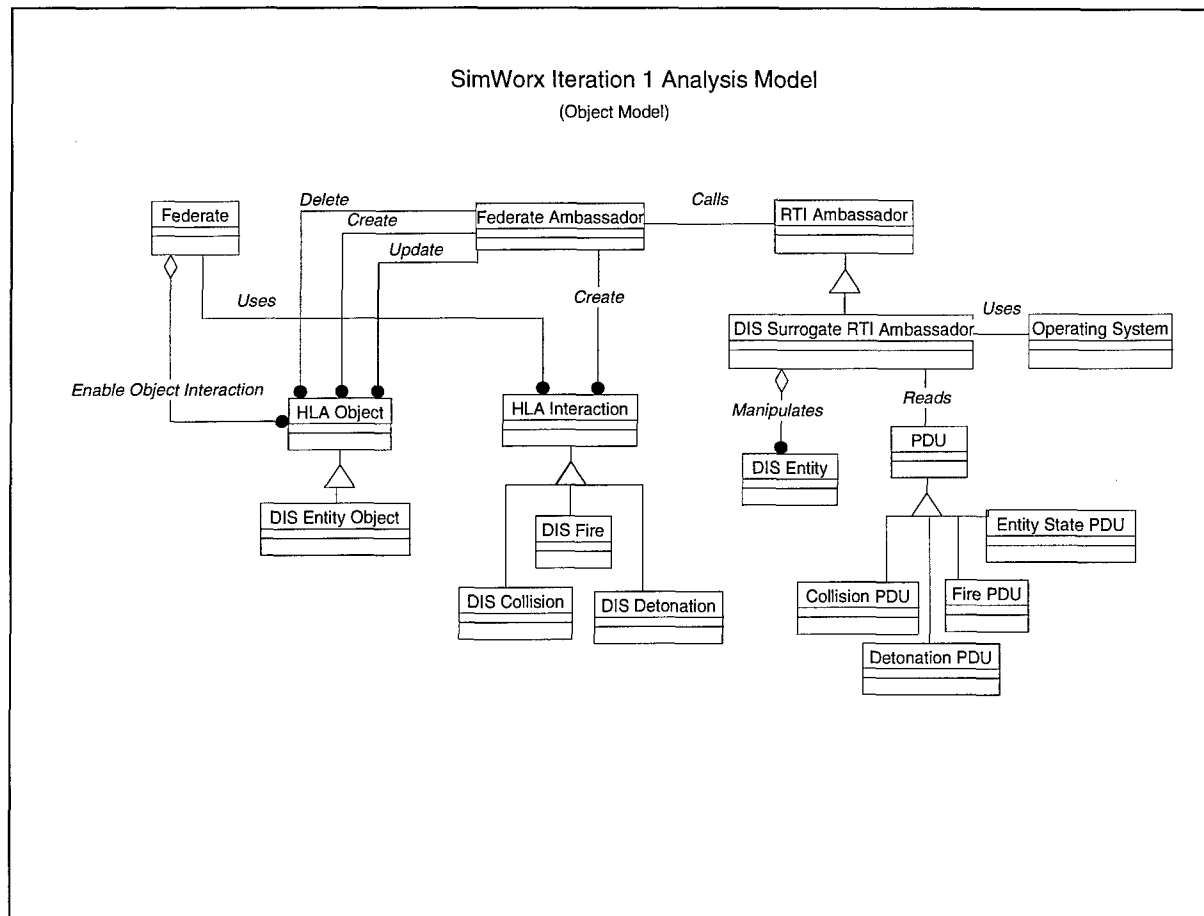 SimWorx Iteration 1 Analysis Model
(Object Model)
Delete
Federate
Federate Ambassador
Calls
RTI Ambassador
Create
Update
Uses
Create
DIS Surrogate RTI Ambassador
Uses
Operating System
Enable Object Interaction
HLA Object
HLA Interaction
Manipulates
Reads
PDU
DIS Entity
DIS Entity Object
DIS Fire
Entity State PDU
DIS Collision
DIS Detonation
Collision PDU
Fire PDU
Detonation PDU